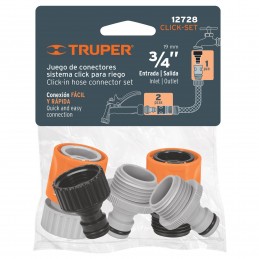 TRUPER
12728
CLICK-SET
19 mm
3/4"
Juego de conectores
sistema click para riego
Click-in hose connector set
Entrada | Salida
Inlet | Outlet
Conexión FÁCIL
Y RÁPIDA
Quick and easy
connection
1
2